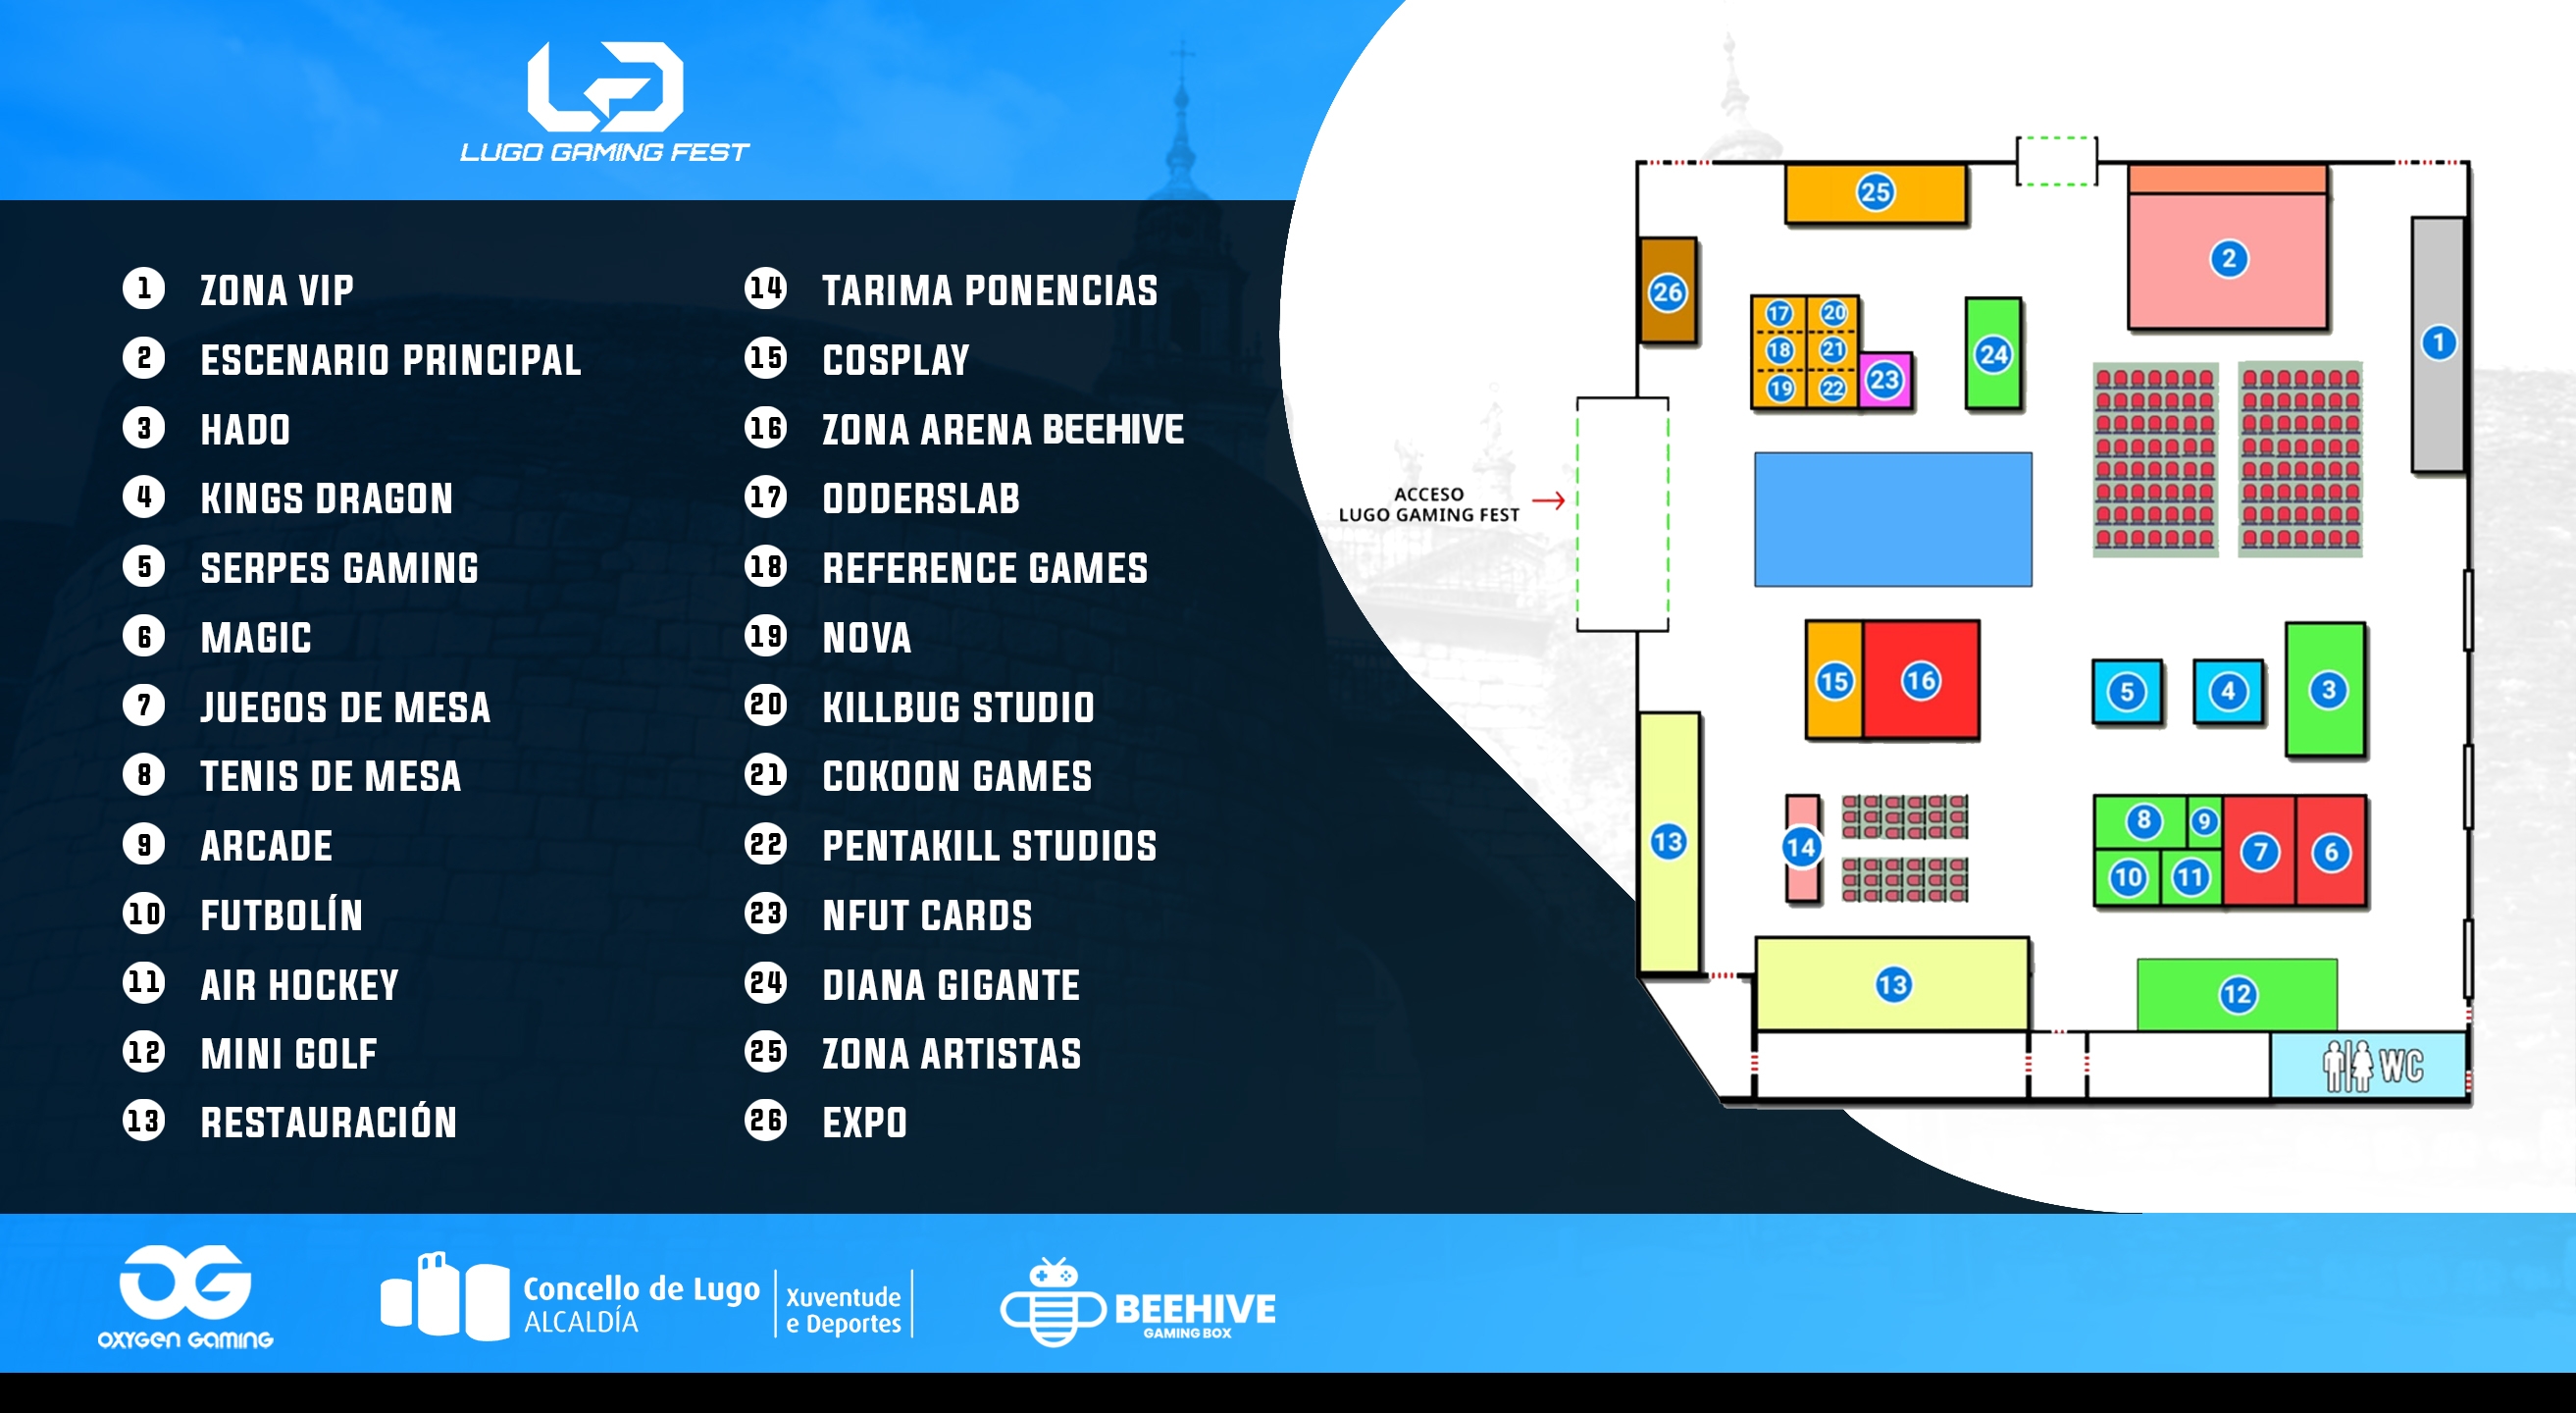 LUGO GAMING FEST
1 ZONA VIP
2 ESCENARIO PRINCIPAL
3 HADO
4 KINGS DRAGON
5 SERPES GAMING
6 MAGIC
7 JUEGOS DE MESA
8 TENIS DE MESA
9 ARCADE
10 FUTBOLÍN
11 AIR HOCKEY
12 MINI GOLF
13 RESTAURACIÓN
14 TARIMA PONENCIAS
15 COSPLAY
16 ZONA ARENA BEEHIVE
17 ODDERSLAB
18 REFERENCE GAMES
19 NOVA
20 KILLBUG STUDIO
21 COKOON GAMES
22 PENTAKILL STUDIOS
23 NFUT CARDS
24 DIANA GIGANTE
25 ZONA ARTISTAS
26 EXPO
25
2
26
1
17 20
18 21
19 22
23
24
ACCESO
LUGO GAMING FEST
15 16
5 4 3
13
14
8 9
7 6
10 11
13
12
WC
OXYGEN GAMING
Concello de Lugo
ALCALDÍA
Xuventude
e Deportes
BEEHIVE
GAMING BOX